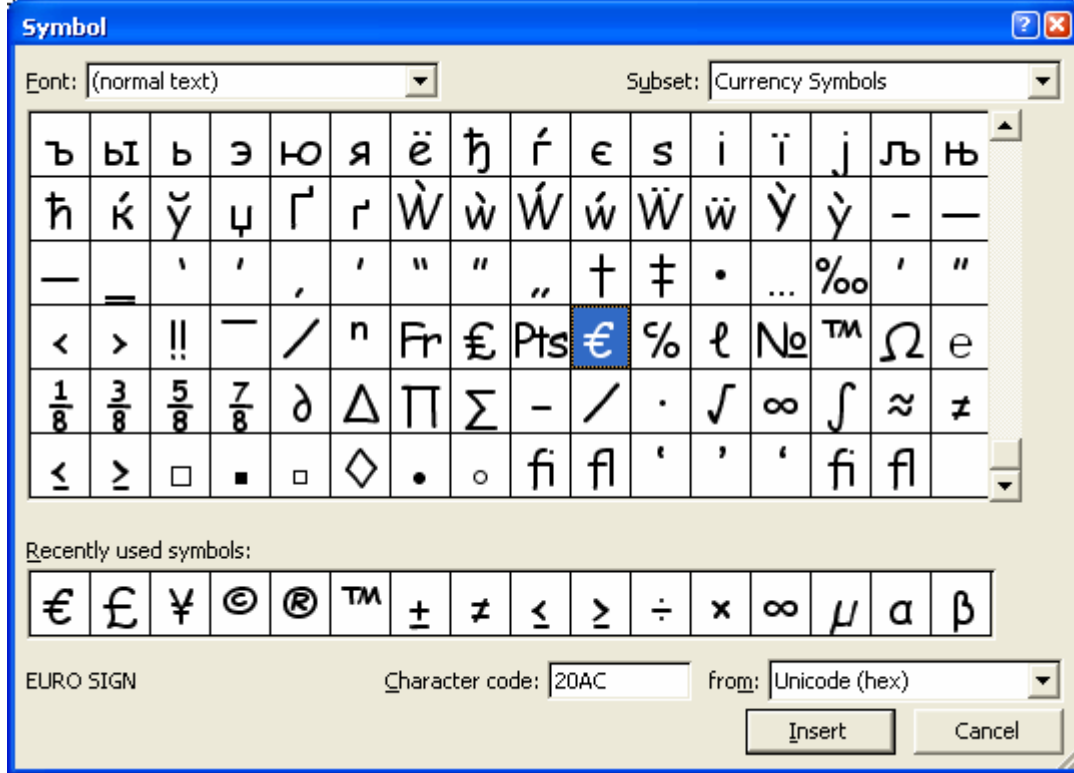 Symbol
Font: (normal text) Subset: Currency Symbols
ъ ы ь э ю я ё ђ ѓ є ѕ і ї ј љ њ
ћ ќ ў џ Ґ ґ Ẁ ẁ Ẃ ẃ Ẅ ẅ Ỳ ỳ – —
― ‗ ‘ ’ ‚ ‛ “ ” „ † ‡ • … ‰ ′ ″
‹ › ‼ ‾ ⁄ ⁿ ₣ ₤ ₧ € ℅ ℓ № ™ Ω ℮
⅛ ⅜ ⅝ ⅞ ∂ ∆ ∏ ∑ − ∕ ∙ √ ∞ ∫ ≈ ≠
≤ ≥ □ ▪ ▫ ◊ ● ◦ fi fl ‘ ’ ‘ fi fl
Recently used symbols:
€ £ ¥ © ® ™ ± ≠ ≤ ≥ ÷ × ∞ µ α β
EURO SIGN Character code: 20AC from: Unicode (hex)
Insert Cancel